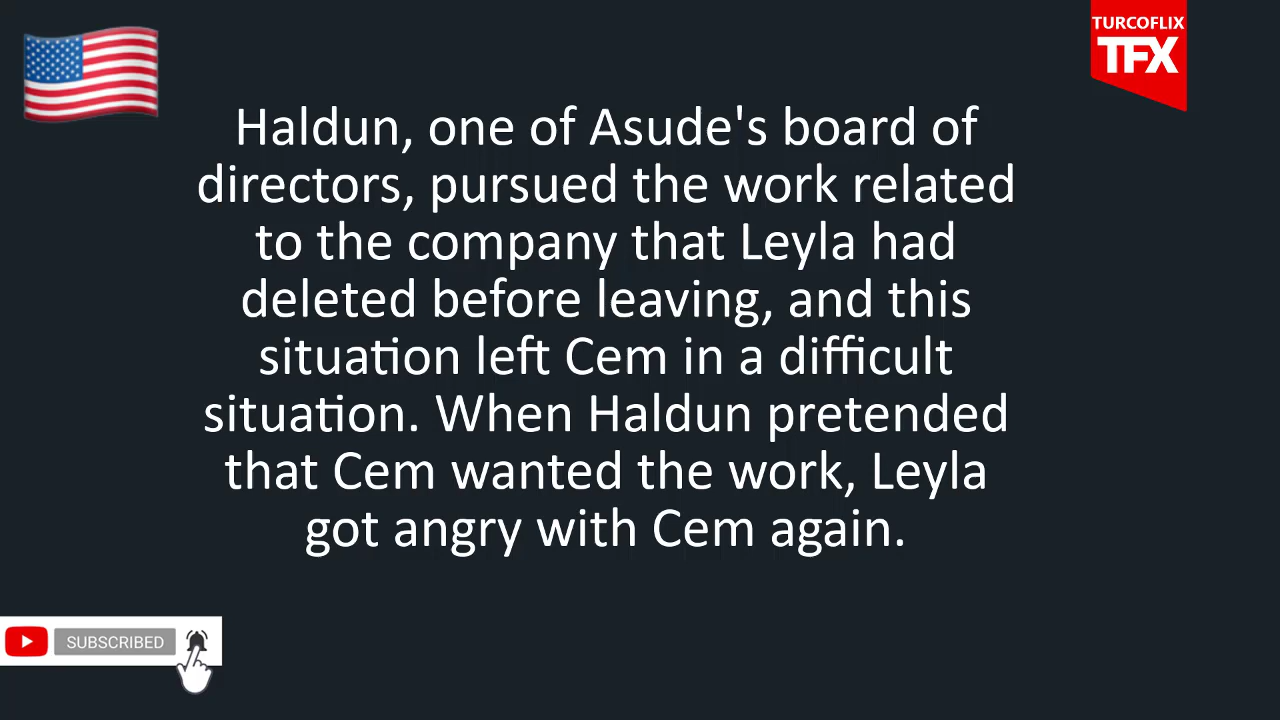 TURCOFLIX
TFX
Haldun, one of Asude's board of
directors, pursued the work related
to the company that Leyla had
deleted before leaving, and this
situation left Cem in a difficult
situation. When Haldun pretended
that Cem wanted the work, Leyla
got angry with Cem again.
SUBSCRIBED